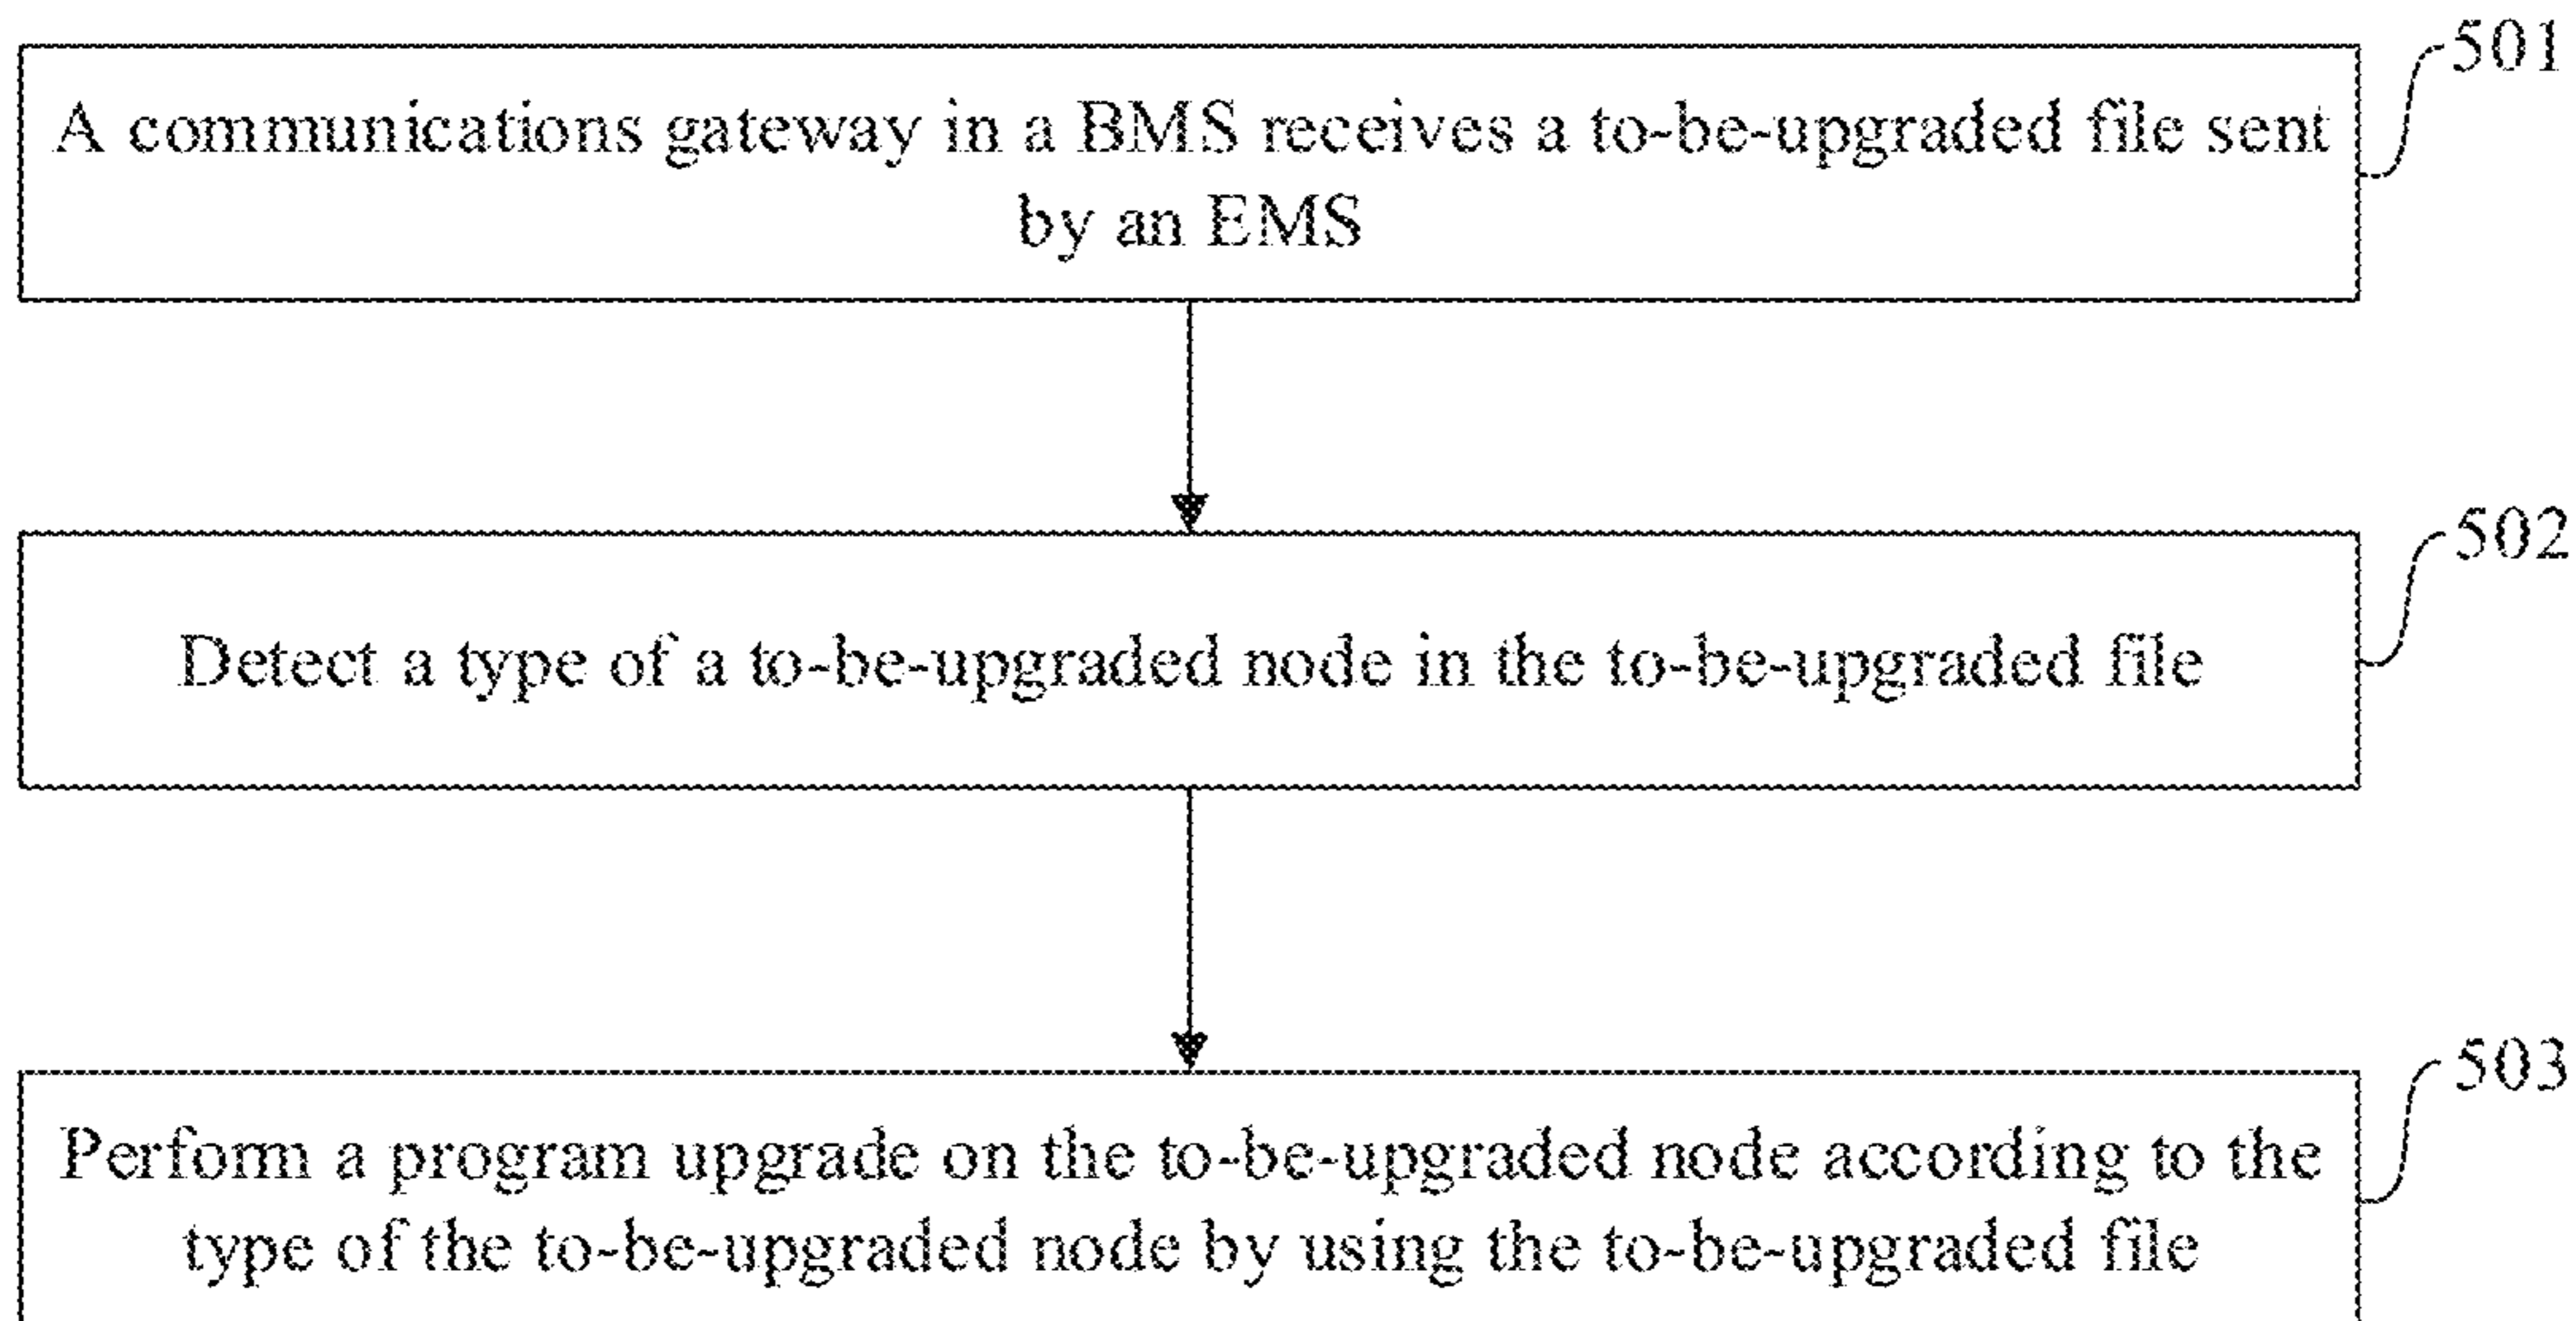 501
A communications gateway in a BMS receives a to-be-upgraded file sent
by an EMS
502
Detect a type of a to-be-upgraded node in the to-be-upgraded file
503
Perform a program upgrade on the to-be-upgraded node according to the
type of the to-be-upgraded node by using the to-be-upgraded file